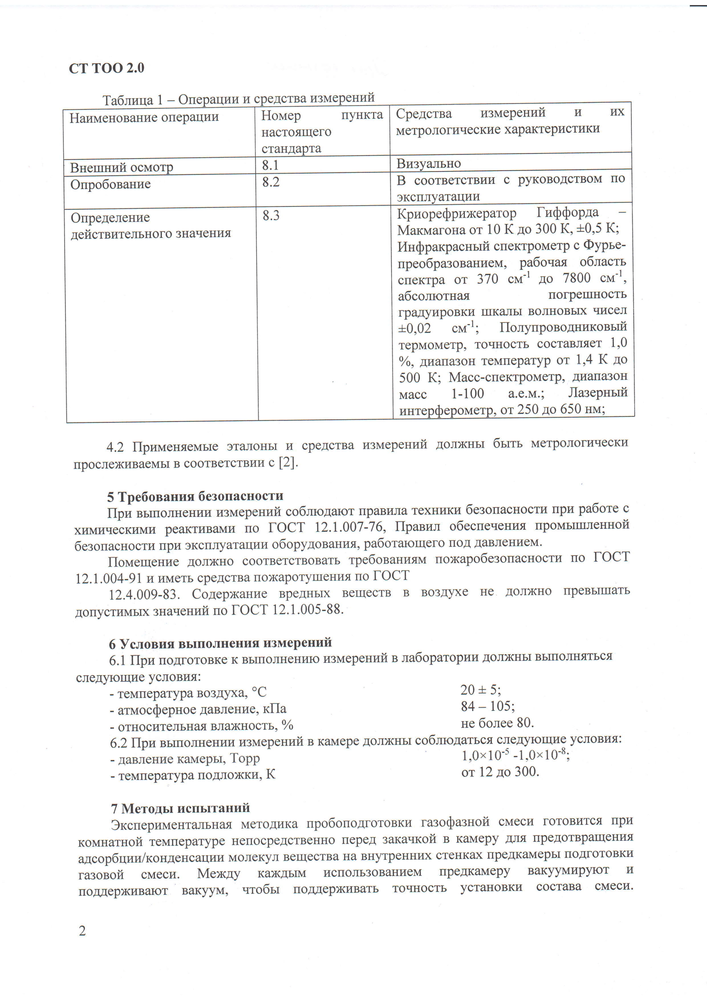 СТ ТОО 2.0
Таблица 1 – Операции и средства измерений
Наименование операции
Номер пункта
настоящего
стандарта
Средства измерений и их
метрологические характеристики
Внешний осмотр
8.1
Визуально
Опробование
8.2
В соответствии с руководством по
эксплуатации
Определение
действительного значения
8.3
Криорефрижератор Гиффорда –
Макмагона от 10 К до 300 К, ±0,5 К;
Инфракрасный спектрометр с Фурье-
преобразованием, рабочая область
спектра от 370 см⁻¹ до 7800 см⁻¹,
абсолютная погрешность
градуировки шкалы волновых чисел
±0,02 см⁻¹; Полупроводниковый
термометр, точность составляет 1,0
%, диапазон температур от 1,4 К до
500 К; Масс-спектрометр, диапазон
масс 1-100 а.е.м.; Лазерный
интерферометр, от 250 до 650 нм;
4.2 Применяемые эталоны и средства измерений должны быть метрологически
прослеживаемы в соответствии с [2].
5 Требования безопасности
При выполнении измерений соблюдают правила техники безопасности при работе с
химическими реактивами по ГОСТ 12.1.007-76, Правил обеспечения промышленной
безопасности при эксплуатации оборудования, работающего под давлением.
Помещение должно соответствовать требованиям пожаробезопасности по ГОСТ
12.1.004-91 и иметь средства пожаротушения по ГОСТ
12.4.009-83. Содержание вредных веществ в воздухе не должно превышать
допустимых значений по ГОСТ 12.1.005-88.
6 Условия выполнения измерений
6.1 При подготовке к выполнению измерений в лаборатории должны выполняться
следующие условия:
- температура воздуха, °С 20 ± 5;
- атмосферное давление, кПа 84 – 105;
- относительная влажность, % не более 80.
6.2 При выполнении измерений в камере должны соблюдаться следующие условия:
- давление камеры, Торр 1,0×10⁻⁵ -1,0×10⁻⁸;
- температура подложки, К от 12 до 300.
7 Методы испытаний
Экспериментальная методика пробоподготовки газофазной смеси готовится при
комнатной температуре непосредственно перед закачкой в камеру для предотвращения
адсорбции/конденсации молекул вещества на внутренних стенках предкамеры подготовки
газовой смеси. Между каждым использованием предкамеру вакуумируют и
поддерживают вакуум, чтобы поддерживать точность установки состава смеси.
2